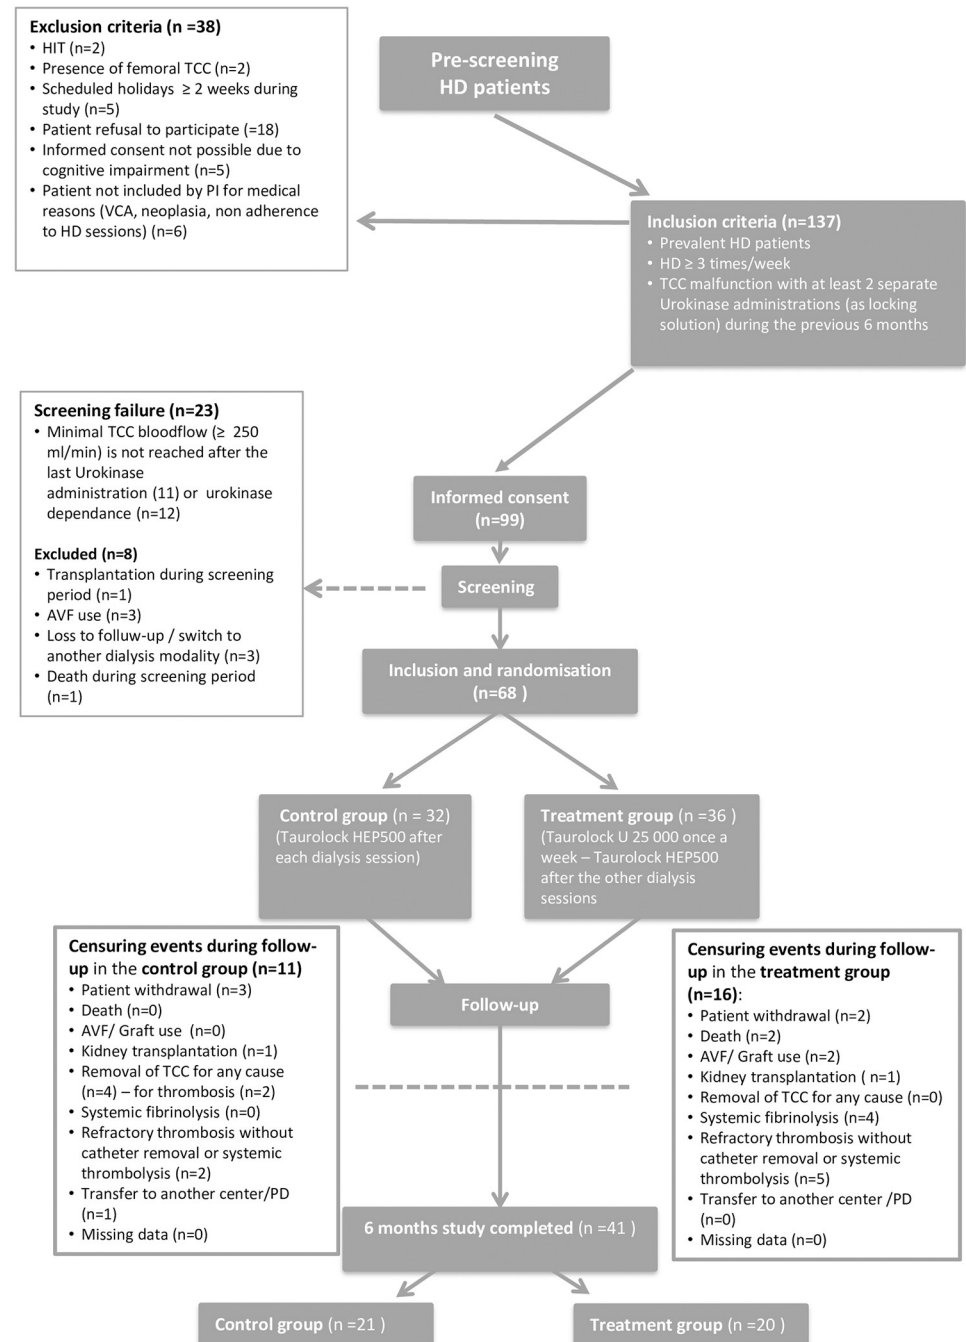 Exclusion criteria (n =38)
• HIT (n=2)
• Presence of femoral TCC (n=2)
• Scheduled holidays ≥ 2 weeks during
study (n=5)
• Patient refusal to participate (=18)
• Informed consent not possible due to
cognitive impairment (n=5)
• Patient not included by PI for medical
reasons (VCA, neoplasia, non adherence
to HD sessions) (n=6)
Pre-screening
HD patients
Inclusion criteria (n=137)
• Prevalent HD patients
• HD ≥ 3 times/week
• TCC malfunction with at least 2 separate
Urokinase administrations (as locking
solution) during the previous 6 months
Screening failure (n=23)
• Minimal TCC bloodflow (≥ 250
ml/min) is not reached after the
last Urokinase
administration (11) or urokinase
dependance (n=12)
Excluded (n=8)
• Transplantation during screening
period (n=1)
• AVF use (n=3)
• Loss to folluw-up / switch to
another dialysis modality (n=3)
• Death during screening period
(n=1)
Informed consent
(n=99)
Screening
Inclusion and randomisation
(n=68 )
Control group (n = 32)
(Taurolock HEP500 after
each dialysis session)
Treatment group (n =36 )
(Taurolock U 25 000 once a
week – Taurolock HEP500
after the other dialysis
sessions
Censuring events during follow-
up in the control group (n=11)
• Patient withdrawal (n=3)
• Death (n=0)
• AVF/ Graft use (n=0)
• Kidney transplantation (n=1)
• Removal of TCC for any cause
(n=4) – for thrombosis (n=2)
• Systemic fibrinolysis (n=0)
• Refractory thrombosis without
catheter removal or systemic
thrombolysis (n=2)
• Transfer to another center/PD
(n=1)
• Missing data (n=0)
Follow-up
Censuring events during follow-
up in the treatment group
(n=16):
• Patient withdrawal (n=2)
• Death (n=2)
• AVF/ Graft use (n=2)
• Kidney transplantation ( n=1)
• Removal of TCC for any cause (n=0)
• Systemic fibrinolysis (n=4)
• Refractory thrombosis without
catheter removal or systemic
thrombolysis (n=5)
• Transfer to another center /PD
(n=0)
• Missing data (n=0)
6 months study completed (n =41 )
Control group (n =21 )
Treatment group (n =20 )